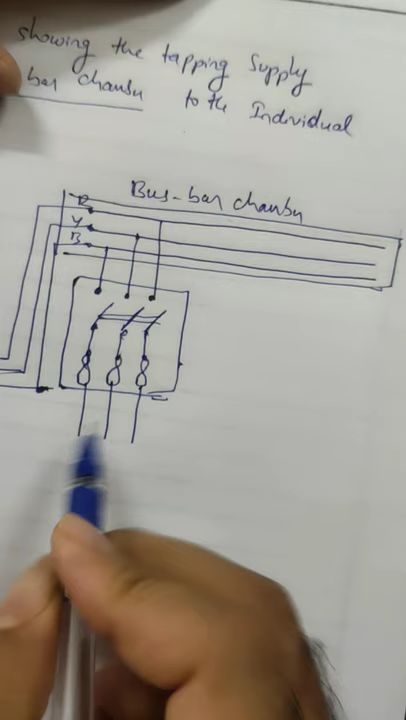 showing the tapping Supply
bar chamber to the Individual
Bus-bar chamber
R
Y
B
E